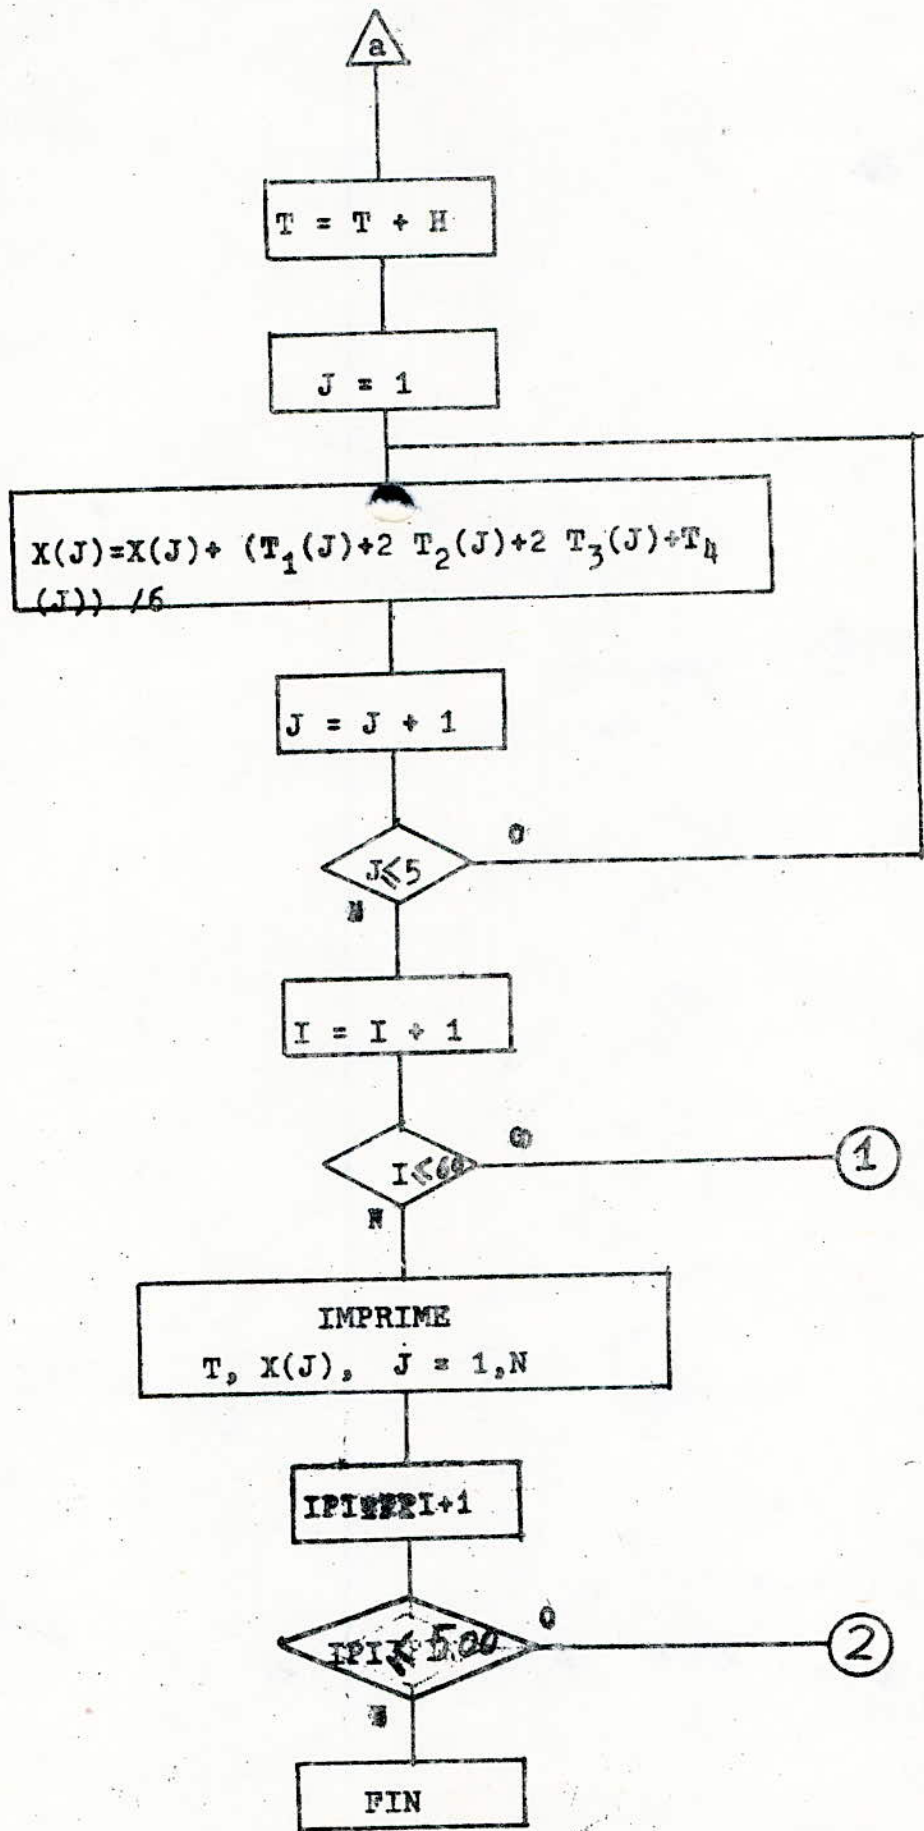 a
T = T + H
J = 1
X(J)=X(J)+ (T₁(J)+2 T₂(J)+2 T₃(J)+T₄
(J)) /6
J = J + 1
O
J⩽5
N
I = I + 1
O
1
N
IMPRIME
T, X(J), J = 1,N
O
2
N
FIN